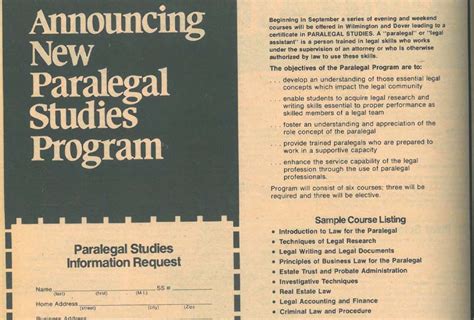 Announcing
New
Paralegal
Studies
Program
Paralegal Studies
Information Request
Name SS #
(last) (first) (M.I.)
Home Address
(street) (city) (zip)
Business Address
Beginning in September a series of evening and weekend
courses will be offered in Wilmington and Dover leading to a
certificate in PARALEGAL STUDIES. A "paralegal" or "legal
assistant" is a person trained in legal skills who works
under the supervision of an attorney or who is otherwise
authorized by law to use these skills.
The objectives of the Paralegal Program are to:
. . . develop an understanding of those essential legal
concepts which impact the legal community
. . . enable students to acquire legal research and
writing skills essential to proper performance as
skilled members of a legal team
. . . foster an understanding and appreciation of the
role concept of the paralegal
. . . provide trained paralegals who are prepared to
work in a supportive capacity
. . . enhance the service capability of the legal
profession through the use of paralegal
professionals.
Program will consist of six courses; three will be
required and three will be elective.
Sample Course Listing
• Introduction to Law for the Paralegal
• Techniques of Legal Research
• Legal Writing and Legal Documents
• Principles of Business Law for the Paralegal
• Estate Trust and Probate Administration
• Investigative Techniques
• Real Estate Law
• Legal Accounting and Finance
• Criminal Law and Procedure